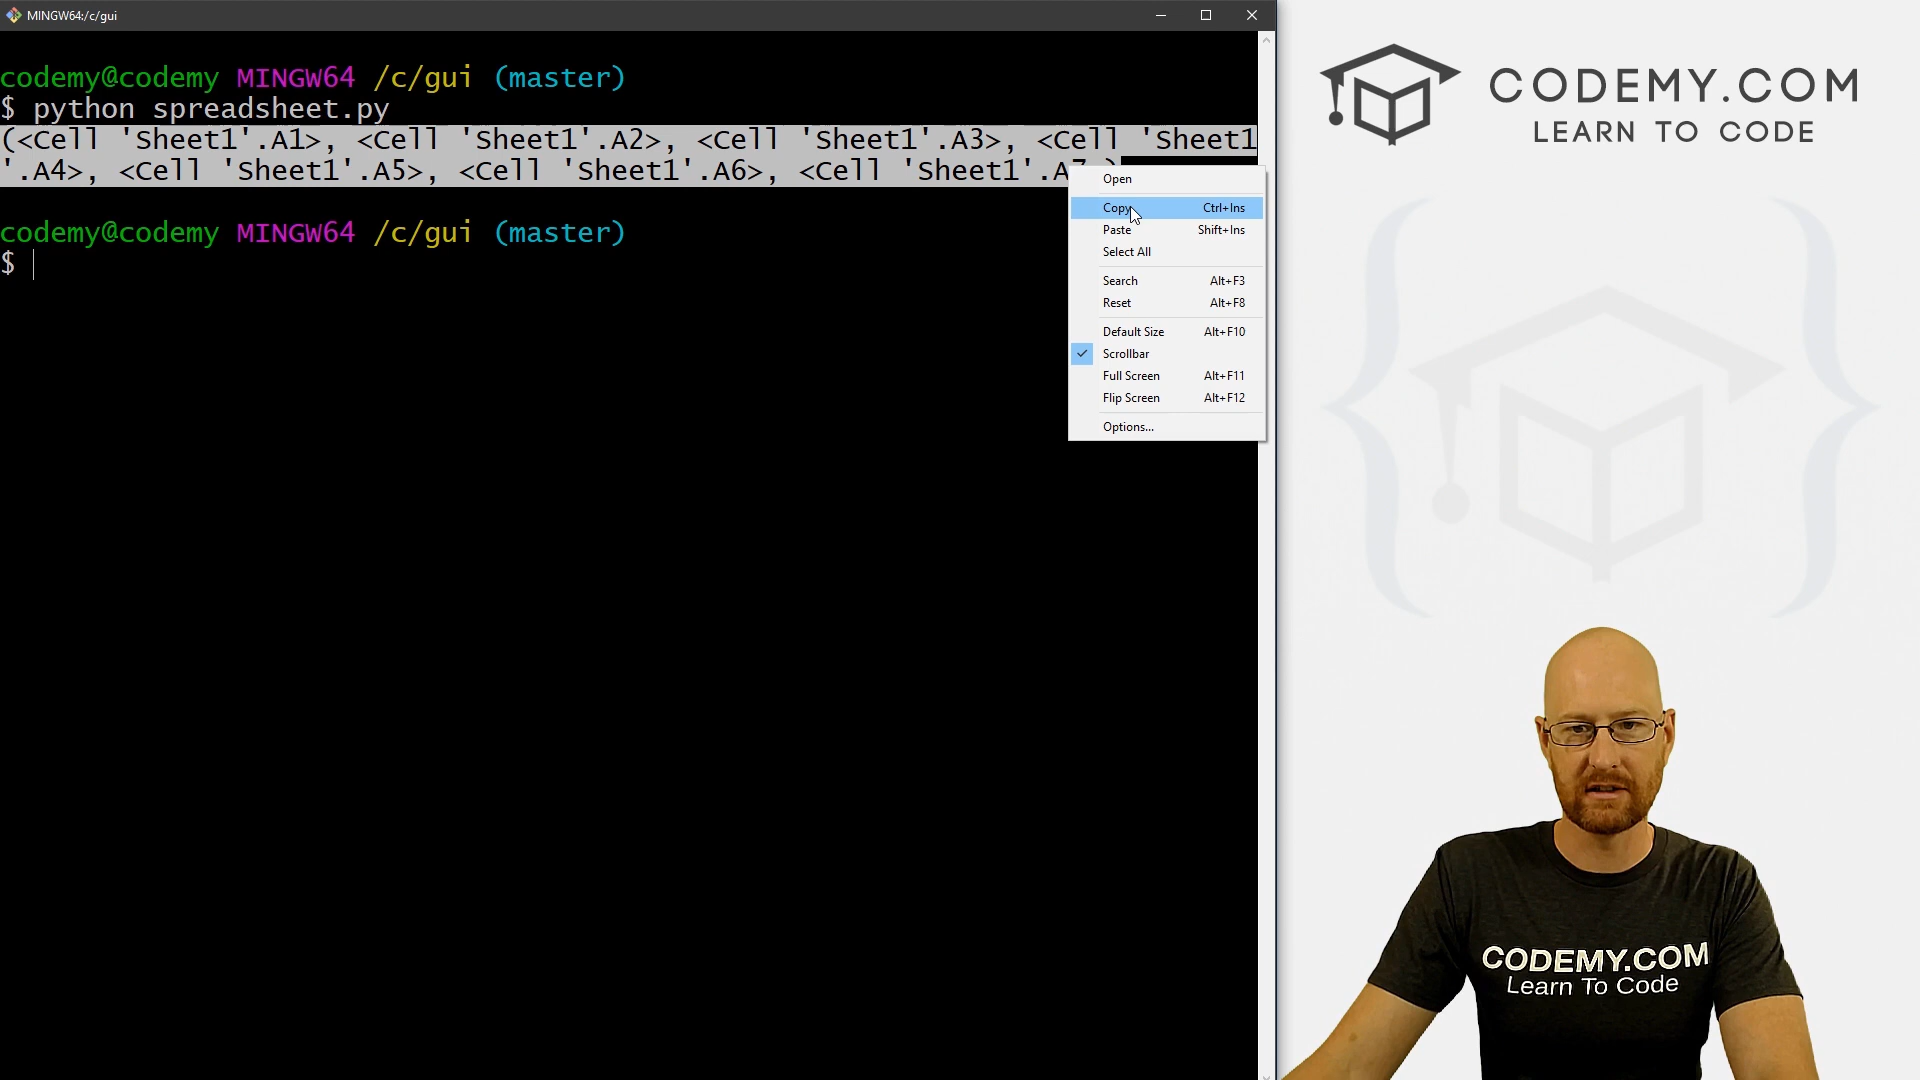 MINGW64:/c/gui
codemy@codemy MINGW64 /c/gui (master)
$ python spreadsheet.py
(<Cell 'Sheet1'.A1>, <Cell 'Sheet1'.A2>, <Cell 'Sheet1'.A3>, <Cell 'Sheet1
'.A4>, <Cell 'Sheet1'.A5>, <Cell 'Sheet1'.A6>, <Cell 'Sheet1'.A7
codemy@codemy MINGW64 /c/gui (master)
$
Open
Copy Ctrl+Ins
Paste Shift+Ins
Select All
Search Alt+F3
Reset Alt+F8
Default Size Alt+F10
Scrollbar
Full Screen Alt+F11
Flip Screen Alt+F12
Options...
CODEMY.COM
LEARN TO CODE
CODEMY.COM
Learn To Code